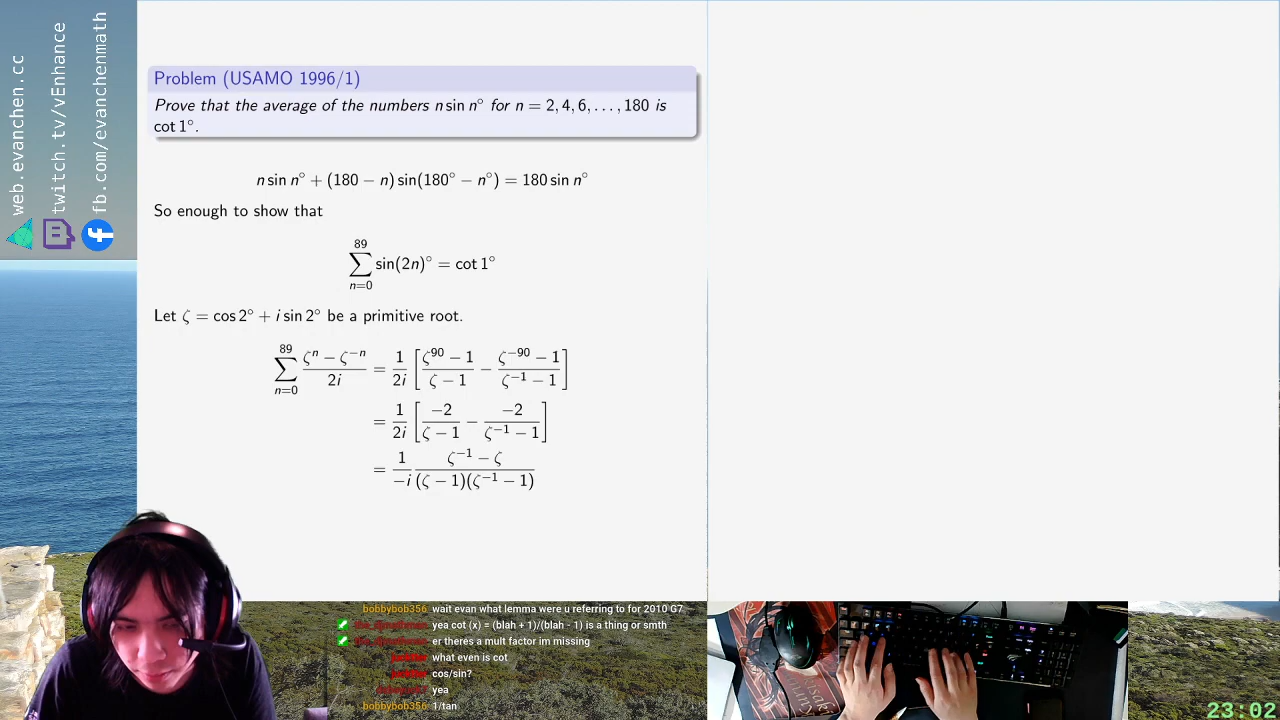 web.evanchen.cc
twitch.tv/vEnhance
fb.com/evanchenmath
Problem (USAMO 1996/1)
Prove that the average of the numbers n sin n° for n = 2, 4, 6, . . . , 180 is
cot 1°.
n sin n° + (180 − n) sin(180° − n°) = 180 sin n°
So enough to show that
∑_{n=0}^{89} sin(2n)° = cot 1°
Let ζ = cos 2° + i sin 2° be a primitive root.
∑_{n=0}^{89} (ζ^n − ζ^{−n})/(2i) = 1/(2i) [ (ζ^{90} − 1)/(ζ − 1) − (ζ^{−90} − 1)/(ζ^{−1} − 1) ]
= 1/(2i) [ (−2)/(ζ − 1) − (−2)/(ζ^{−1} − 1) ]
= 1/(−i) (ζ^{−1} − ζ)/((ζ − 1)(ζ^{−1} − 1))
bobbybob356 wait evan what lemma were u referring to for 2010 G7
yea cot (x) = (blah + 1)/(blah - 1) is a thing or smth
er theres a mult factor im missing
what even is cot
cos/sin?
yea
bobbybob356 1/tan
23:02